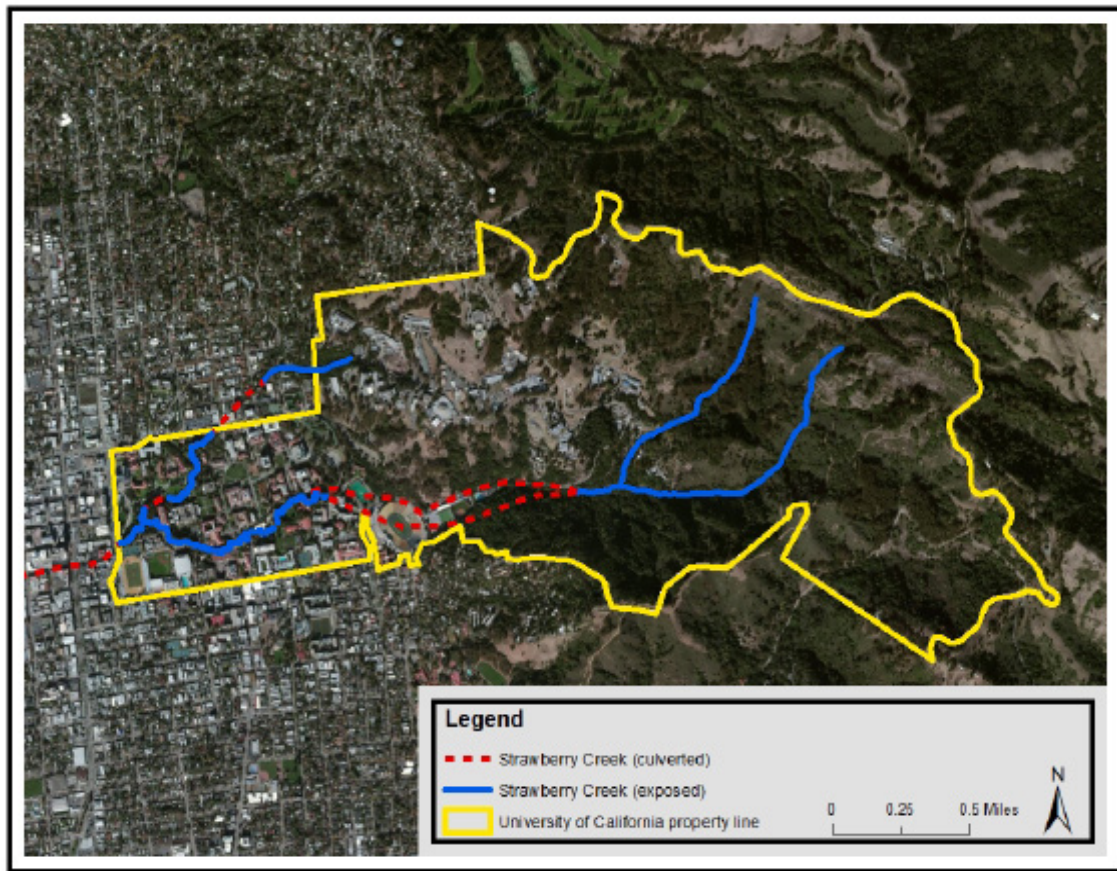 Legend
Strawberry Creek (culverted)
Strawberry Creek (exposed)
University of California property line
N
0 0.25 0.5 Miles